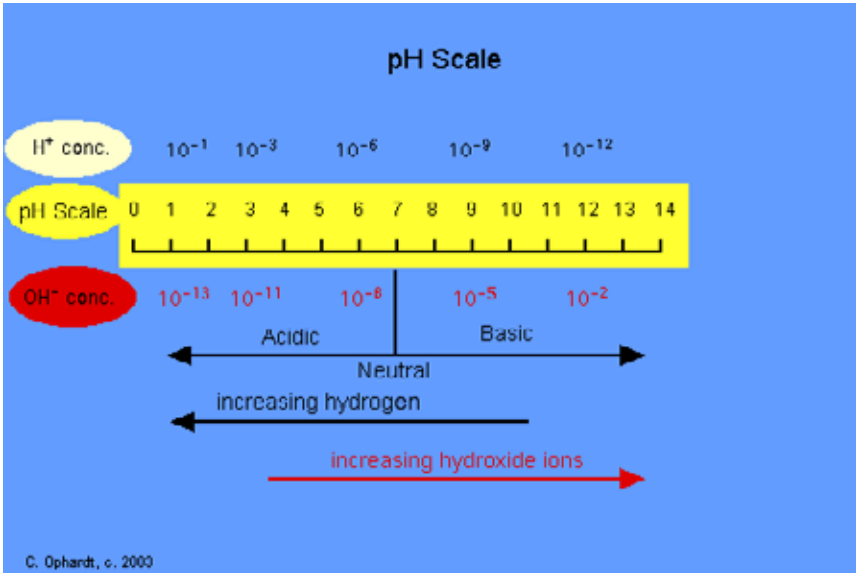 pH Scale
H⁺ conc. 10⁻¹ 10⁻³ 10⁻⁶ 10⁻⁹ 10⁻¹²
pH Scale 0 1 2 3 4 5 6 7 8 9 10 11 12 13 14
OH⁻ conc. 10⁻¹³ 10⁻¹¹ 10⁻⁸ 10⁻⁵ 10⁻²
Acidic Basic
Neutral
increasing hydrogen
increasing hydroxide ions
C. Ophardt, c. 2003